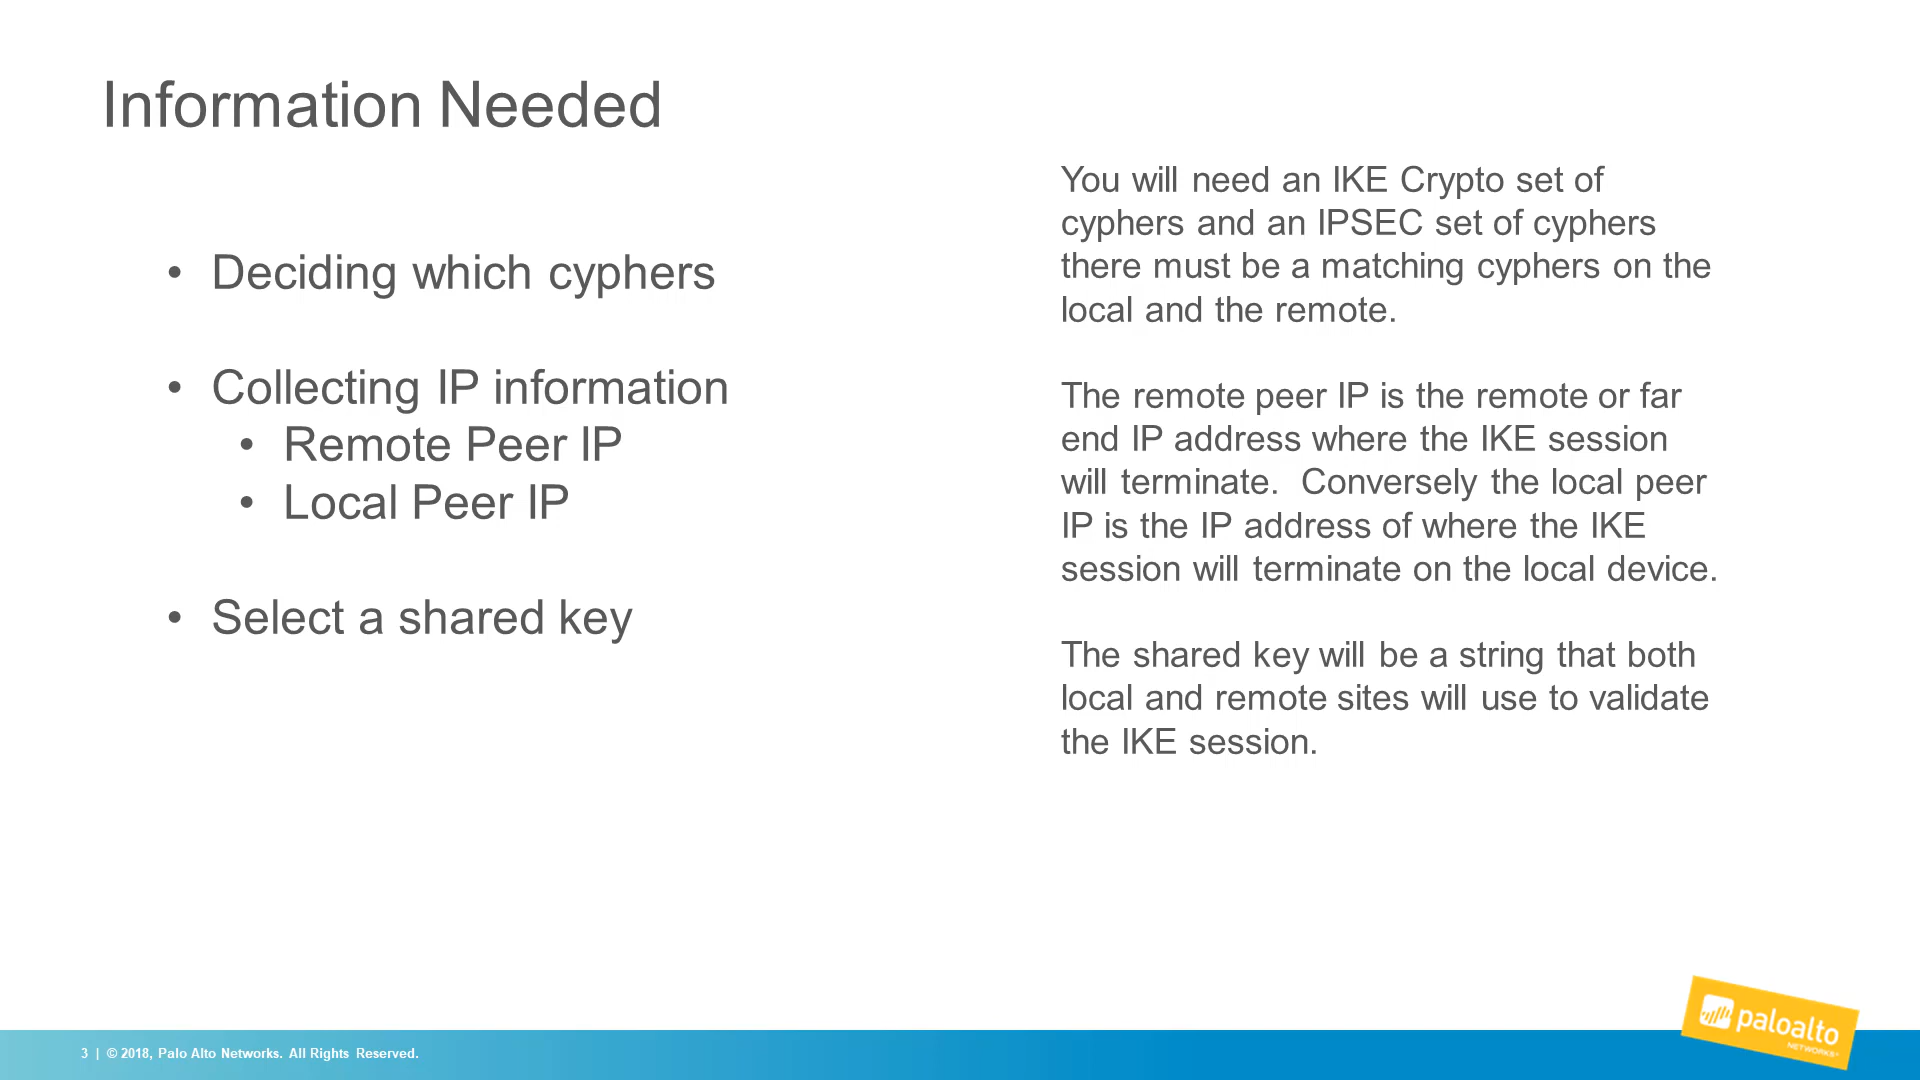 Information Needed
• Deciding which cyphers
• Collecting IP information
• Remote Peer IP
• Local Peer IP
• Select a shared key
You will need an IKE Crypto set of
cyphers and an IPSEC set of cyphers
there must be a matching cyphers on the
local and the remote.
The remote peer IP is the remote or far
end IP address where the IKE session
will terminate.  Conversely the local peer
IP is the IP address of where the IKE
session will terminate on the local device.
The shared key will be a string that both
local and remote sites will use to validate
the IKE session.
3 | © 2018, Palo Alto Networks. All Rights Reserved.
paloalto
NETWORKS®